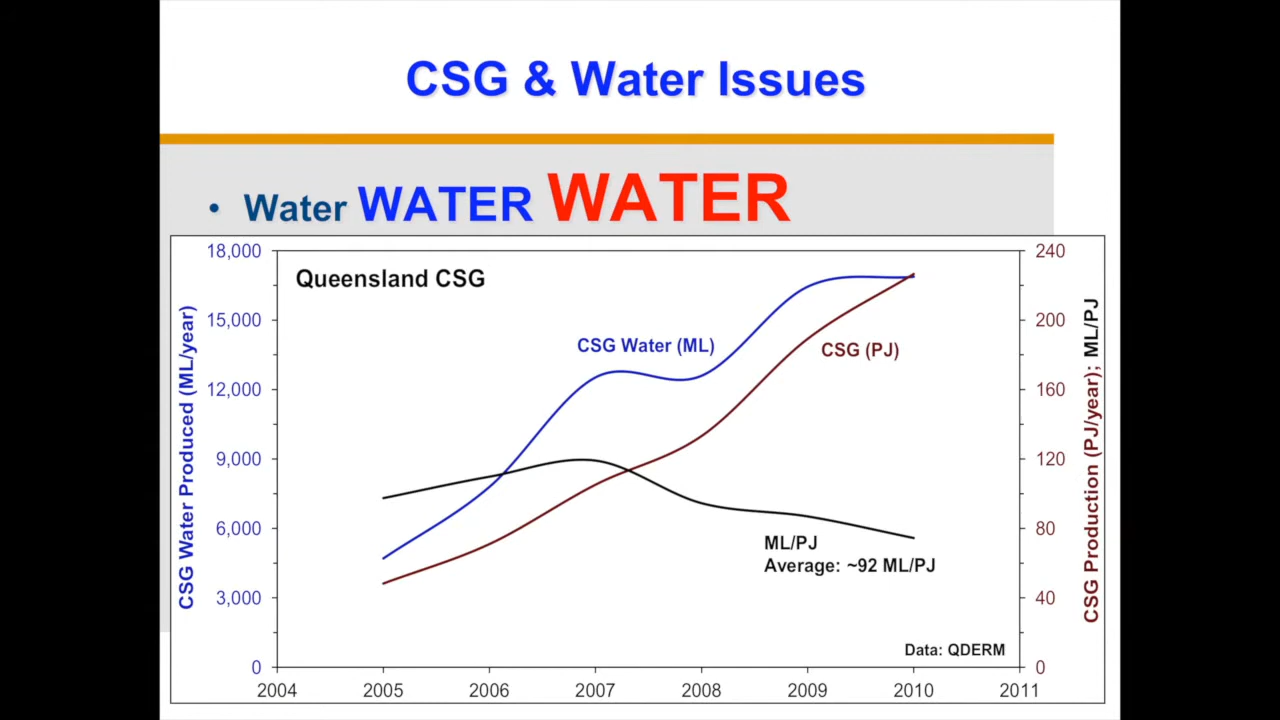 CSG & Water Issues
• Water WATER WATER
18,000
15,000
12,000
9,000
6,000
3,000
0
CSG Water Produced (ML/year)
Queensland CSG
CSG Water (ML)
CSG (PJ)
ML/PJ
Average: ~92 ML/PJ
Data: QDERM
240
200
160
120
80
40
0
CSG Production (PJ/year); ML/PJ
2004 2005 2006 2007 2008 2009 2010 2011